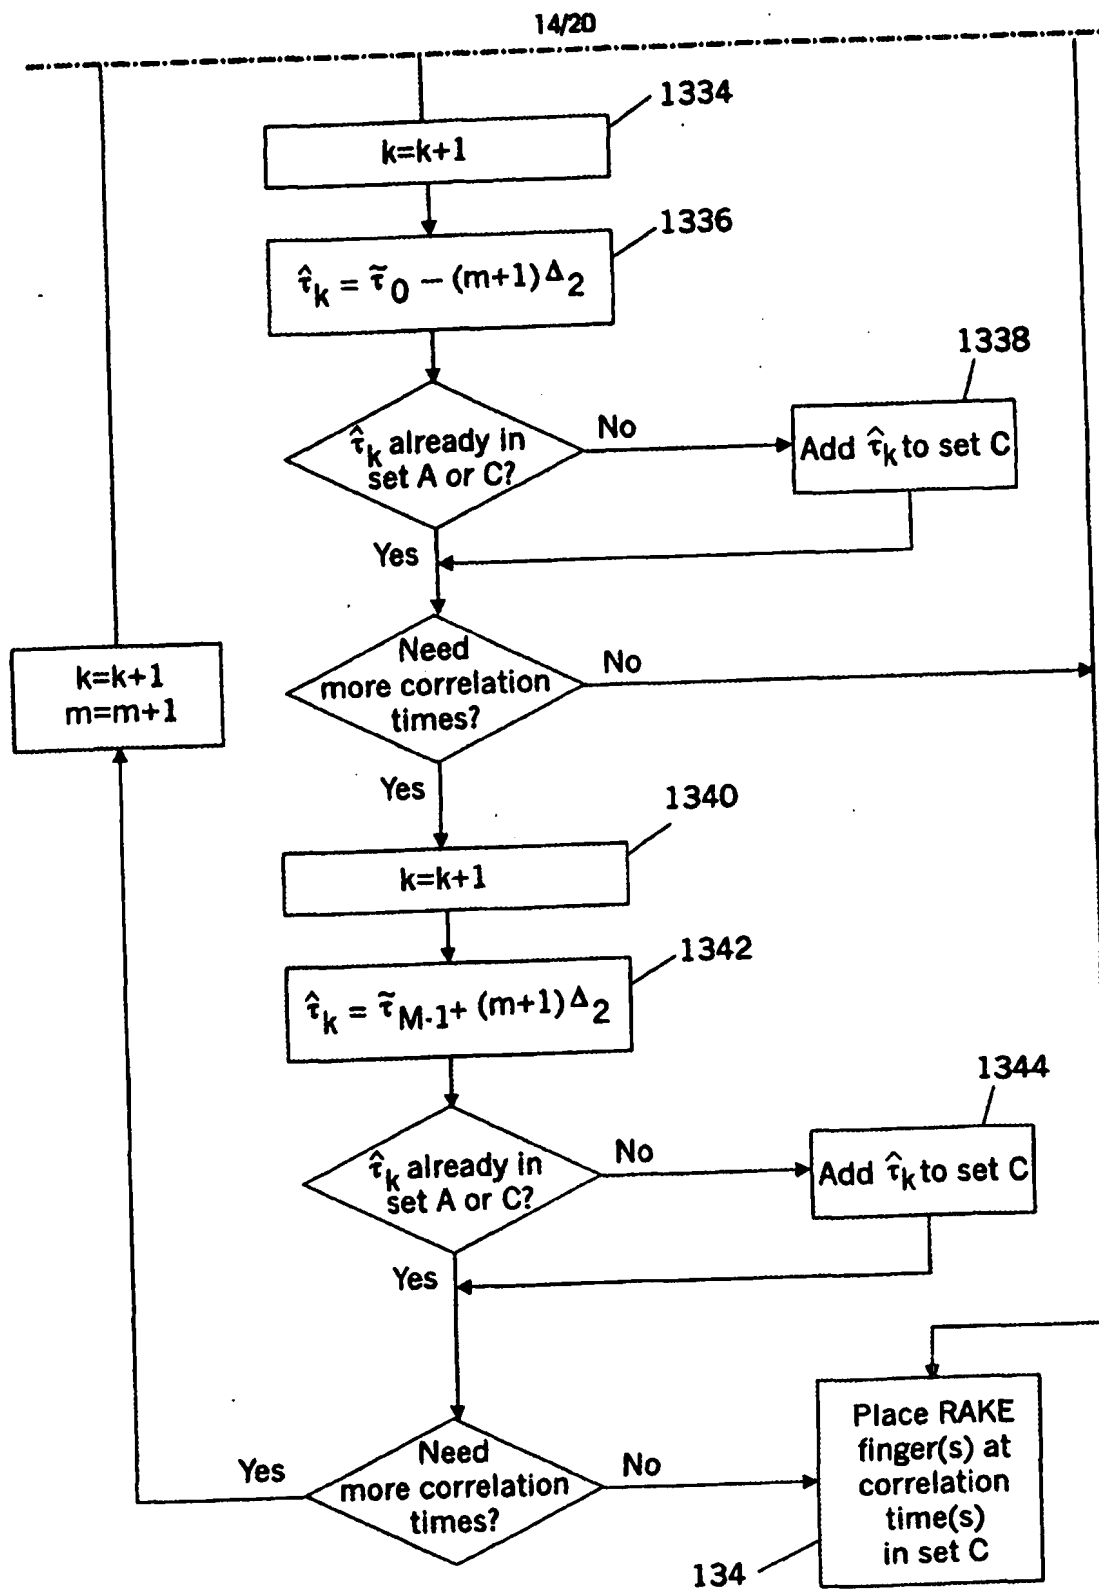 14/20
1334
k=k+1
1336
τ̂k = τ̃0 − (m+1)Δ2
1338
τ̂k already in
set A or C?
No
Add τ̂k to set C
Yes
Need
more correlation
times?
No
k=k+1
m=m+1
Yes
1340
k=k+1
1342
τ̂k = τ̃M-1+ (m+1)Δ2
1344
τ̂k already in
set A or C?
No
Add τ̂k to set C
Yes
Need
more correlation
times?
Yes
No
Place RAKE
finger(s) at
correlation
time(s)
in set C
134